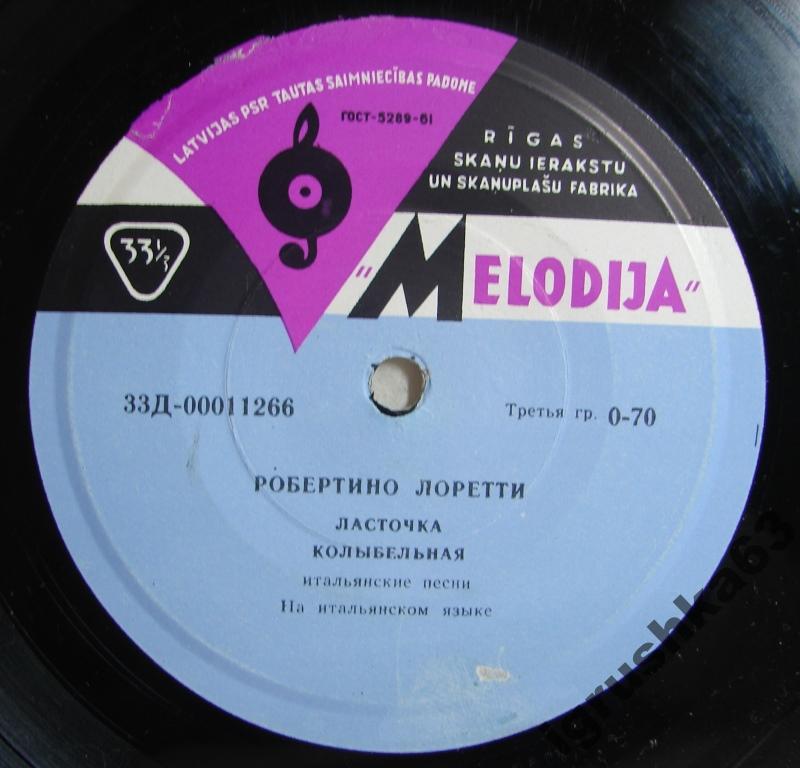 LATVIJAS PSR TAUTAS SAIMNIECĪBAS PADOME
ГОСТ-5289-61
RĪGAS
SKAŅU IERAKSTU
UN SKAŅUPLAŠU FABRIKA
33⅓
"MELODIJA"
33Д-00011266
Третья гр. 0-70
РОБЕРТИНО ЛОРЕТТИ
ЛАСТОЧКА
КОЛЫБЕЛЬНАЯ
итальянские песни
На итальянском языке
igrushka63